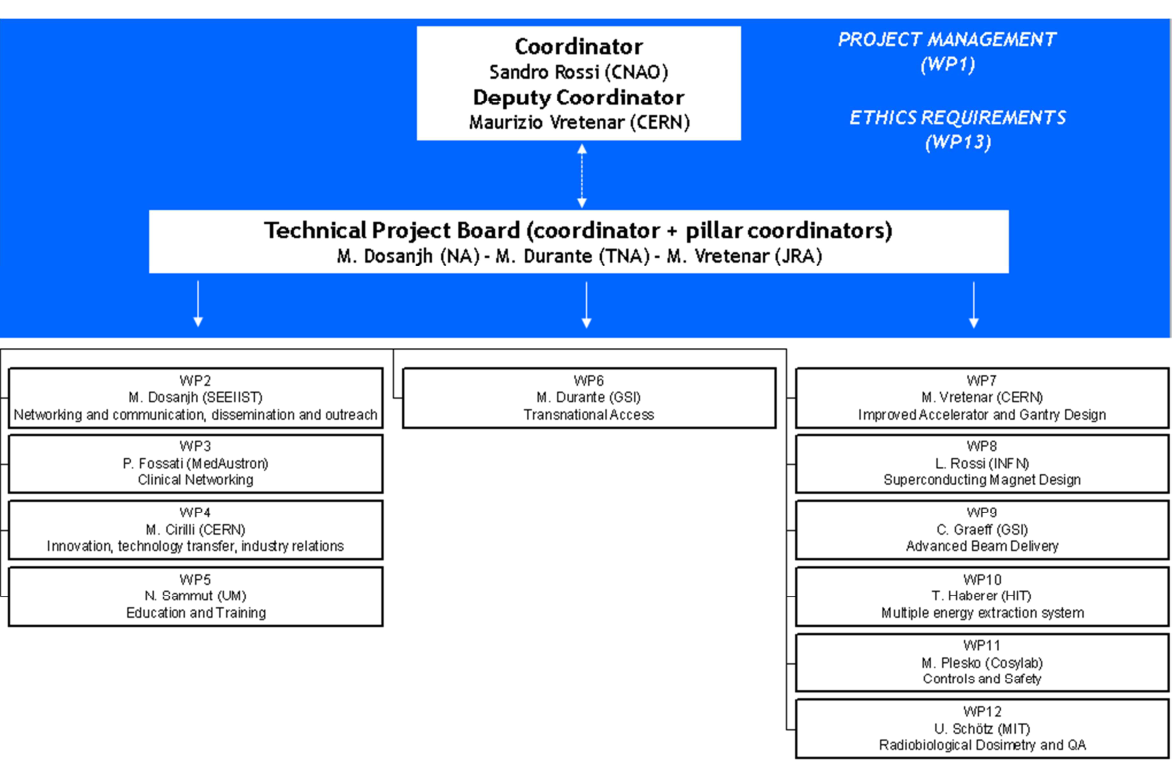 Coordinator
Sandro Rossi (CNAO)
Deputy Coordinator
Maurizio Vretenar (CERN)
PROJECT MANAGEMENT
(WP1)
ETHICS REQUIREMENTS
(WP13)
Technical Project Board (coordinator + pillar coordinators)
M. Dosanjh (NA) - M. Durante (TNA) - M. Vretenar (JRA)
WP2
M. Dosanjh (SEEIIST)
Networking and communication, dissemination and outreach
WP3
P. Fossati (MedAustron)
Clinical Networking
WP4
M. Cirilli (CERN)
Innovation, technology transfer, industry relations
WP5
N. Sammut (UM)
Education and Training
WP6
M. Durante (GSI)
Transnational Access
WP7
M. Vretenar (CERN)
Improved Accelerator and Gantry Design
WP8
L. Rossi (INFN)
Superconducting Magnet Design
WP9
C. Graeff (GSI)
Advanced Beam Delivery
WP10
T. Haberer (HIT)
Multiple energy extraction system
WP11
M. Plesko (Cosylab)
Controls and Safety
WP12
U. Schötz (MIT)
Radiobiological Dosimetry and QA